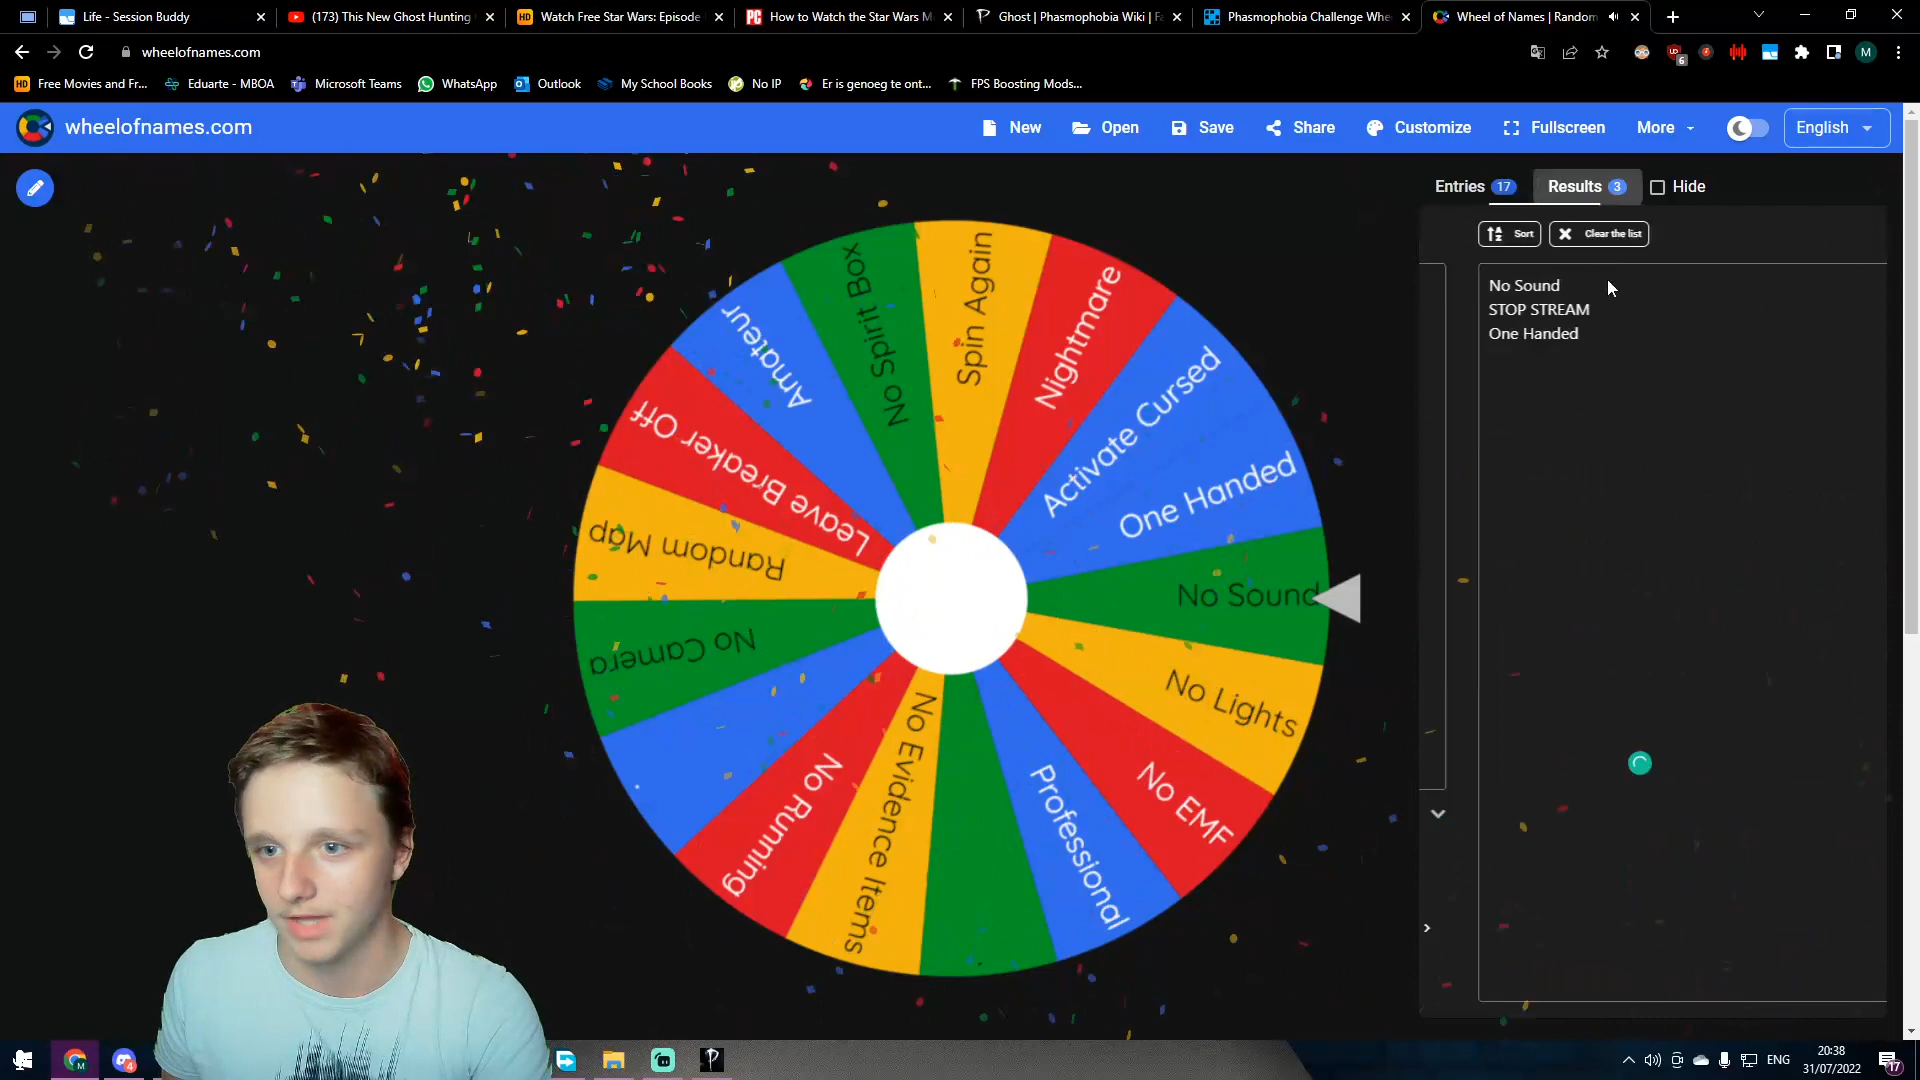 Life - Session Buddy
(173) This New Ghost Hunting
Watch Free Star Wars: Episode
How to Watch the Star Wars M
Ghost | Phasmophobia Wiki | Fa
Phasmophobia Challenge Whe
Wheel of Names | Random
wheelofnames.com
6
M
Free Movies and Fr...
Eduarte - MBOA
Microsoft Teams
WhatsApp
Outlook
My School Books
No IP
Er is genoeg te ont...
FPS Boosting Mods...
wheelofnames.com
New
Open
Save
Share
Customize
Fullscreen
More
English
Entries 17
Results 3
Hide
Sort
Clear the list
No Sound
STOP STREAM
One Handed
Spin Again
Nightmare
Activate Cursed
One Handed
No Sound
No Lights
No EMF
Professional
No Evidence Items
No Running
No Camera
Random Map
Leave Breaker Off
Amateur
No Spirit Box
4
ENG
20:38
31/07/2022
17